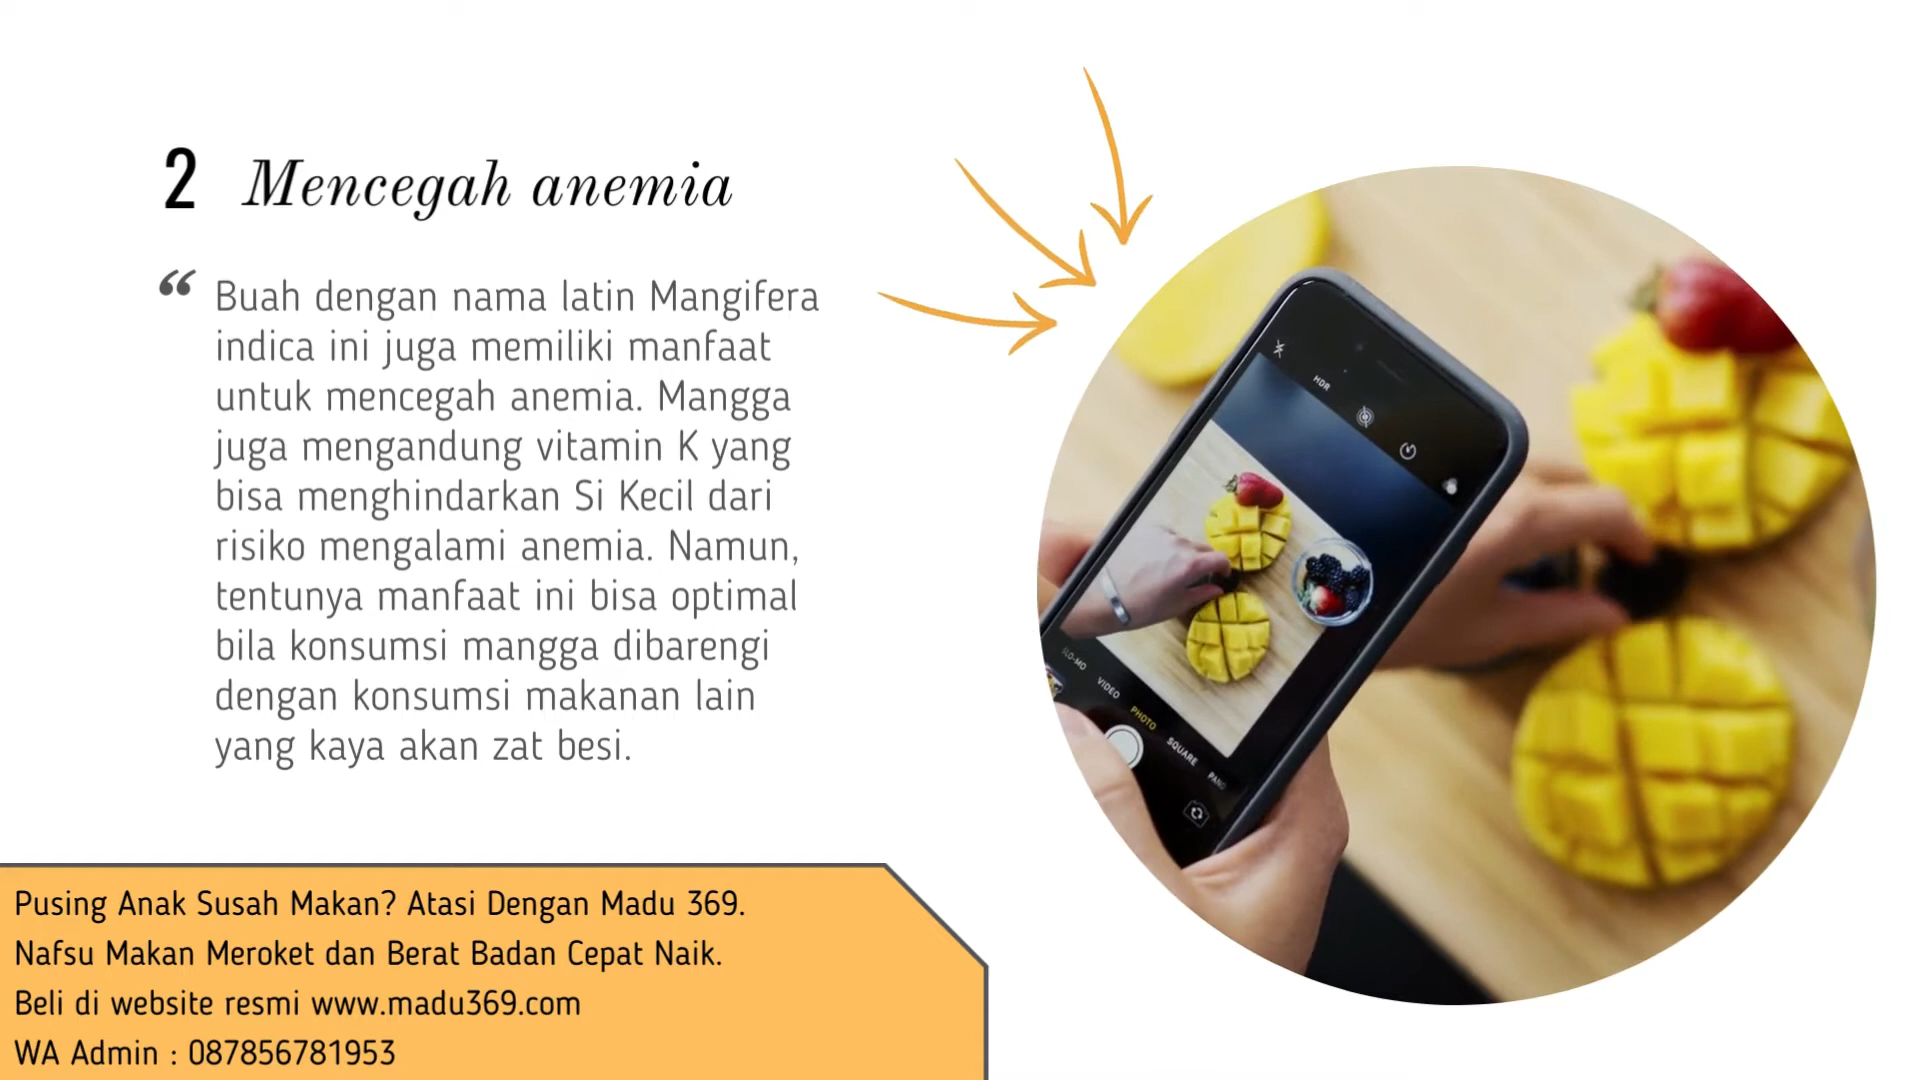 2 Mencegah anemia
“ Buah dengan nama latin Mangifera
indica ini juga memiliki manfaat
untuk mencegah anemia. Mangga
juga mengandung vitamin K yang
bisa menghindarkan Si Kecil dari
risiko mengalami anemia. Namun,
tentunya manfaat ini bisa optimal
bila konsumsi mangga dibarengi
dengan konsumsi makanan lain
yang kaya akan zat besi.
HDR
SLO-MO
VIDEO
PHOTO
SQUARE
PANO
Pusing Anak Susah Makan? Atasi Dengan Madu 369.
Nafsu Makan Meroket dan Berat Badan Cepat Naik.
Beli di website resmi www.madu369.com
WA Admin : 087856781953